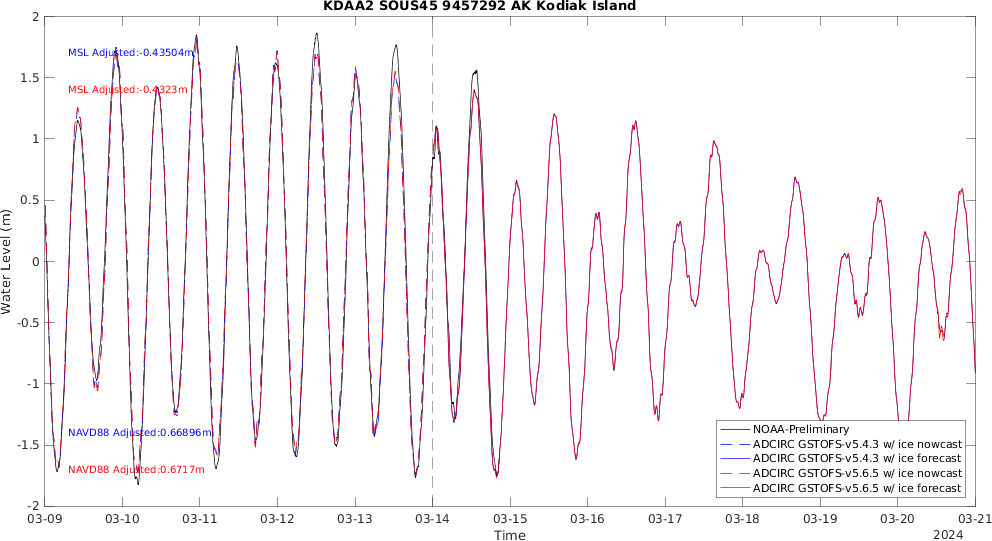 KDAA2 SOUS45 9457292 AK Kodiak Island
2
1.5
1
0.5
0
-0.5
-1
-1.5
-2
Water Level (m)
MSL Adjusted:-0.43504m
MSL Adjusted:-0.4323m
NAVD88 Adjusted:0.66896m
NAVD88 Adjusted:0.6717m
NOAA-Preliminary
ADCIRC GSTOFS-v5.4.3 w/ ice nowcast
ADCIRC GSTOFS-v5.4.3 w/ ice forecast
ADCIRC GSTOFS-v5.6.5 w/ ice nowcast
ADCIRC GSTOFS-v5.6.5 w/ ice forecast
03-09 03-10 03-11 03-12 03-13 03-14 03-15 03-16 03-17 03-18 03-19 03-20 03-21
Time
2024